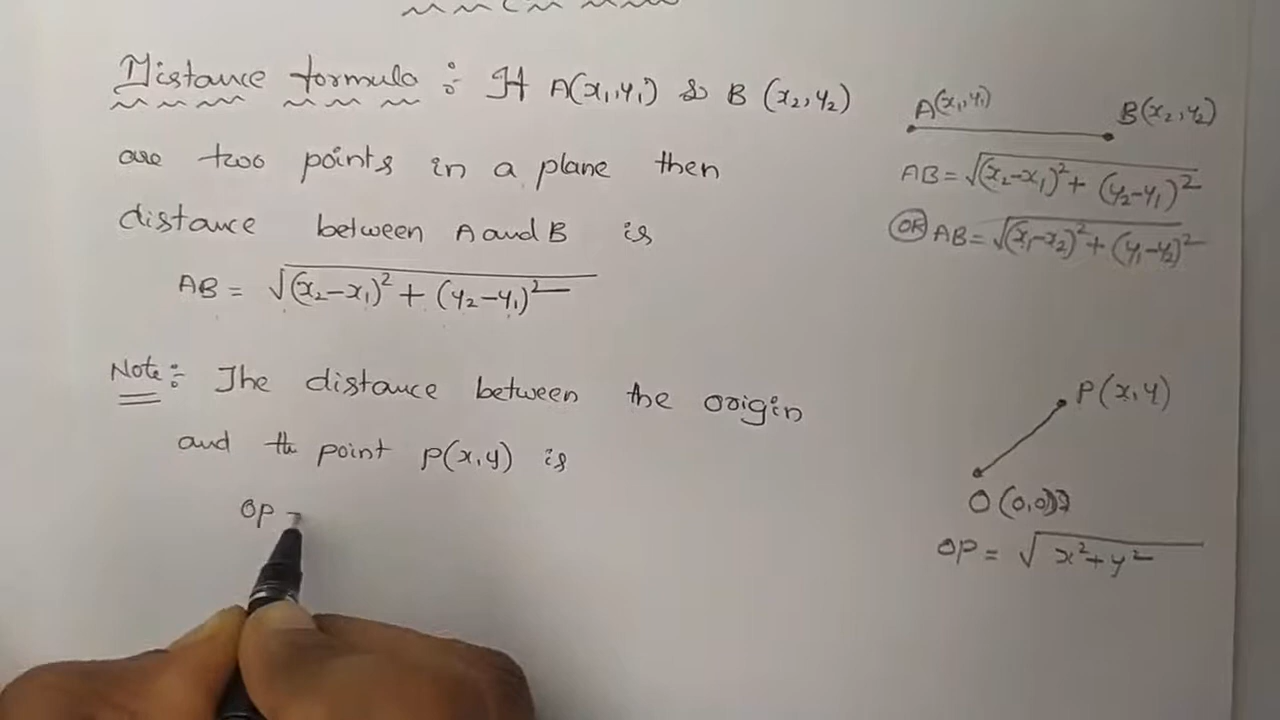 Distance formula :- If A(x₁,y₁) & B(x₂,y₂)
are two points in a plane then
distance between A and B is
AB = √(x₂-x₁)² + (y₂-y₁)²
Note:- The distance between the origin
and the point P(x,y) is
OP =
A(x₁,y₁) B(x₂,y₂)
AB = √(x₂-x₁)² + (y₂-y₁)²
OR AB = √(x₁-x₂)² + (y₁-y₂)²
P(x,y)
O(0,0)
OP = √x²+y²